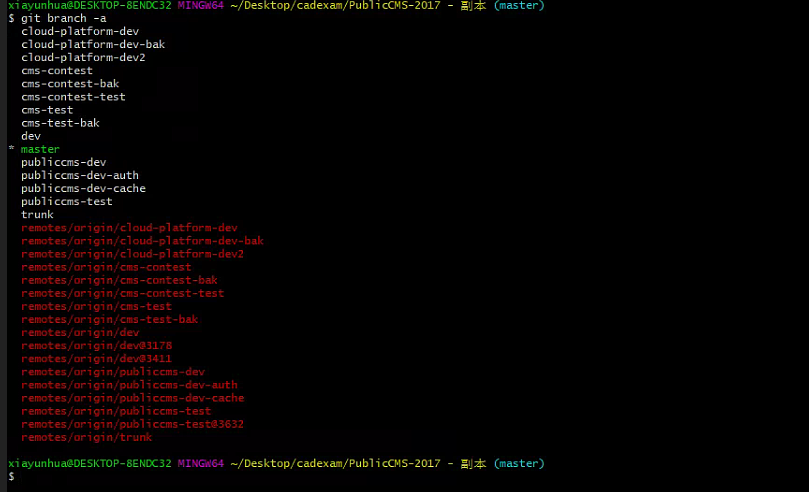 xiayunhua@DESKTOP-8ENDC32 MINGW64 ~/Desktop/cadexam/PublicCMS-2017 - 副本 (master)
$ git branch -a
  cloud-platform-dev
  cloud-platform-dev-bak
  cloud-platform-dev2
  cms-contest
  cms-contest-bak
  cms-contest-test
  cms-test
  cms-test-bak
  dev
* master
  publiccms-dev
  publiccms-dev-auth
  publiccms-dev-cache
  publiccms-test
  trunk
  remotes/origin/cloud-platform-dev
  remotes/origin/cloud-platform-dev-bak
  remotes/origin/cloud-platform-dev2
  remotes/origin/cms-contest
  remotes/origin/cms-contest-bak
  remotes/origin/cms-contest-test
  remotes/origin/cms-test
  remotes/origin/cms-test-bak
  remotes/origin/dev
  remotes/origin/dev@3178
  remotes/origin/dev@3411
  remotes/origin/publiccms-dev
  remotes/origin/publiccms-dev-auth
  remotes/origin/publiccms-dev-cache
  remotes/origin/publiccms-test
  remotes/origin/publiccms-test@3632
  remotes/origin/trunk
xiayunhua@DESKTOP-8ENDC32 MINGW64 ~/Desktop/cadexam/PublicCMS-2017 - 副本 (master)
$